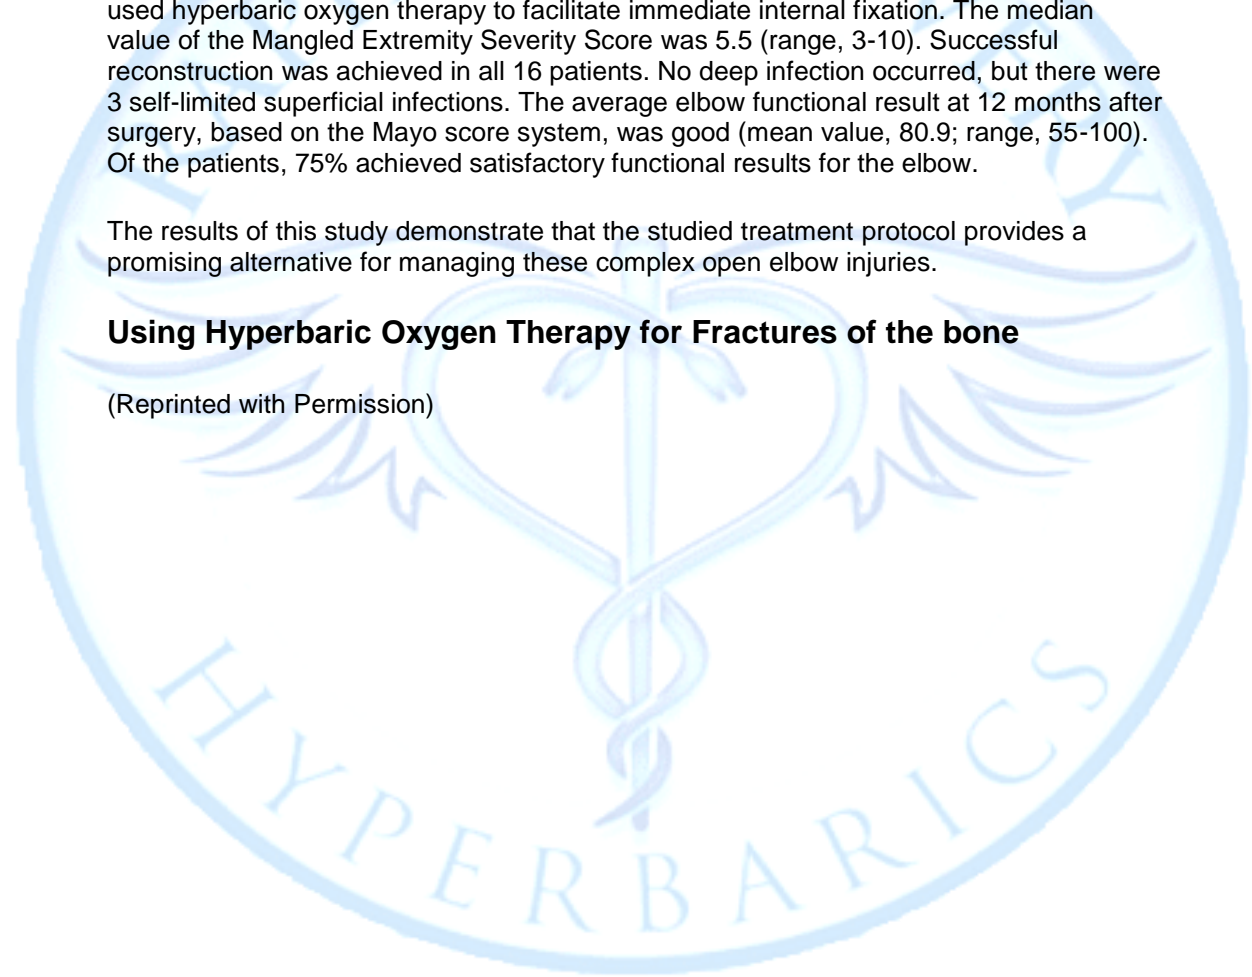 used hyperbaric oxygen therapy to facilitate immediate internal fixation. The median
value of the Mangled Extremity Severity Score was 5.5 (range, 3-10). Successful
reconstruction was achieved in all 16 patients. No deep infection occurred, but there were
3 self-limited superficial infections. The average elbow functional result at 12 months after
surgery, based on the Mayo score system, was good (mean value, 80.9; range, 55-100).
Of the patients, 75% achieved satisfactory functional results for the elbow.
The results of this study demonstrate that the studied treatment protocol provides a
promising alternative for managing these complex open elbow injuries.
Using Hyperbaric Oxygen Therapy for Fractures of the bone
(Reprinted with Permission)
HYPERBARICS